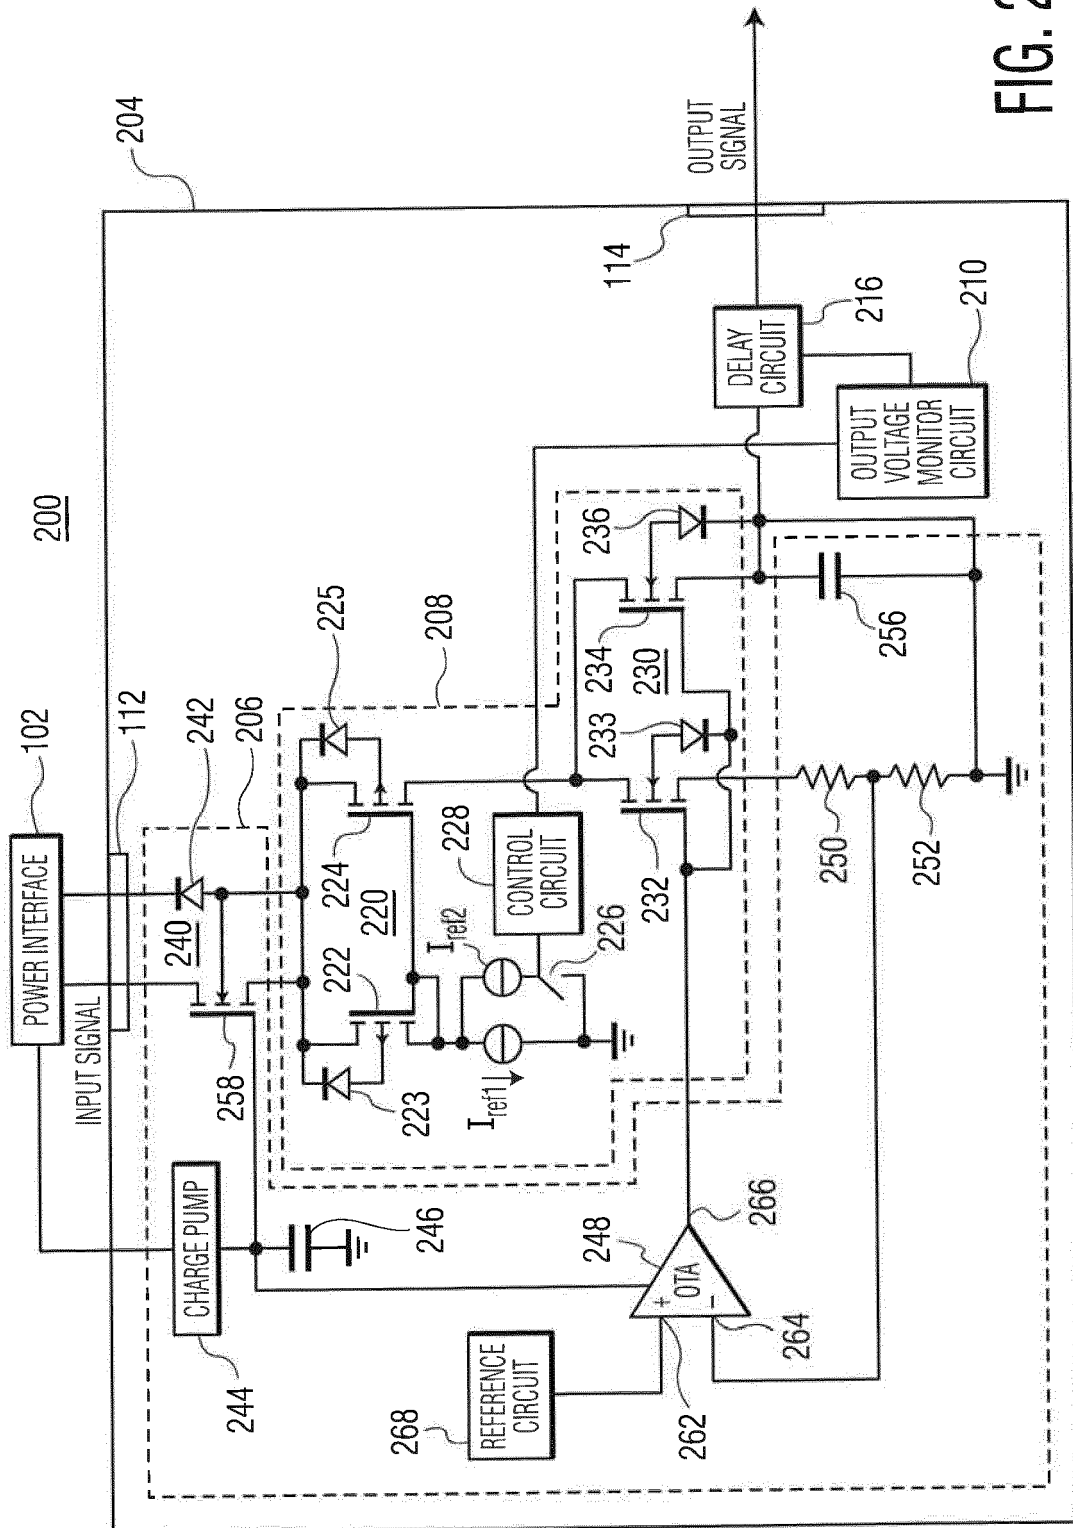 200
204
102
POWER INTERFACE
112
INPUT SIGNAL
242
240
206
258
CHARGE PUMP
244
246
208
225
224
220
222
223
Iref2
Iref1
226
228
CONTROL
CIRCUIT
236
234
230
233
232
256
250
252
OUTPUT
SIGNAL
114
DELAY
CIRCUIT
216
OUTPUT
VOLTAGE
MONITOR
CIRCUIT
210
248
OTA
+
−
266
264
262
REFERENCE
CIRCUIT
268
FIG. 2